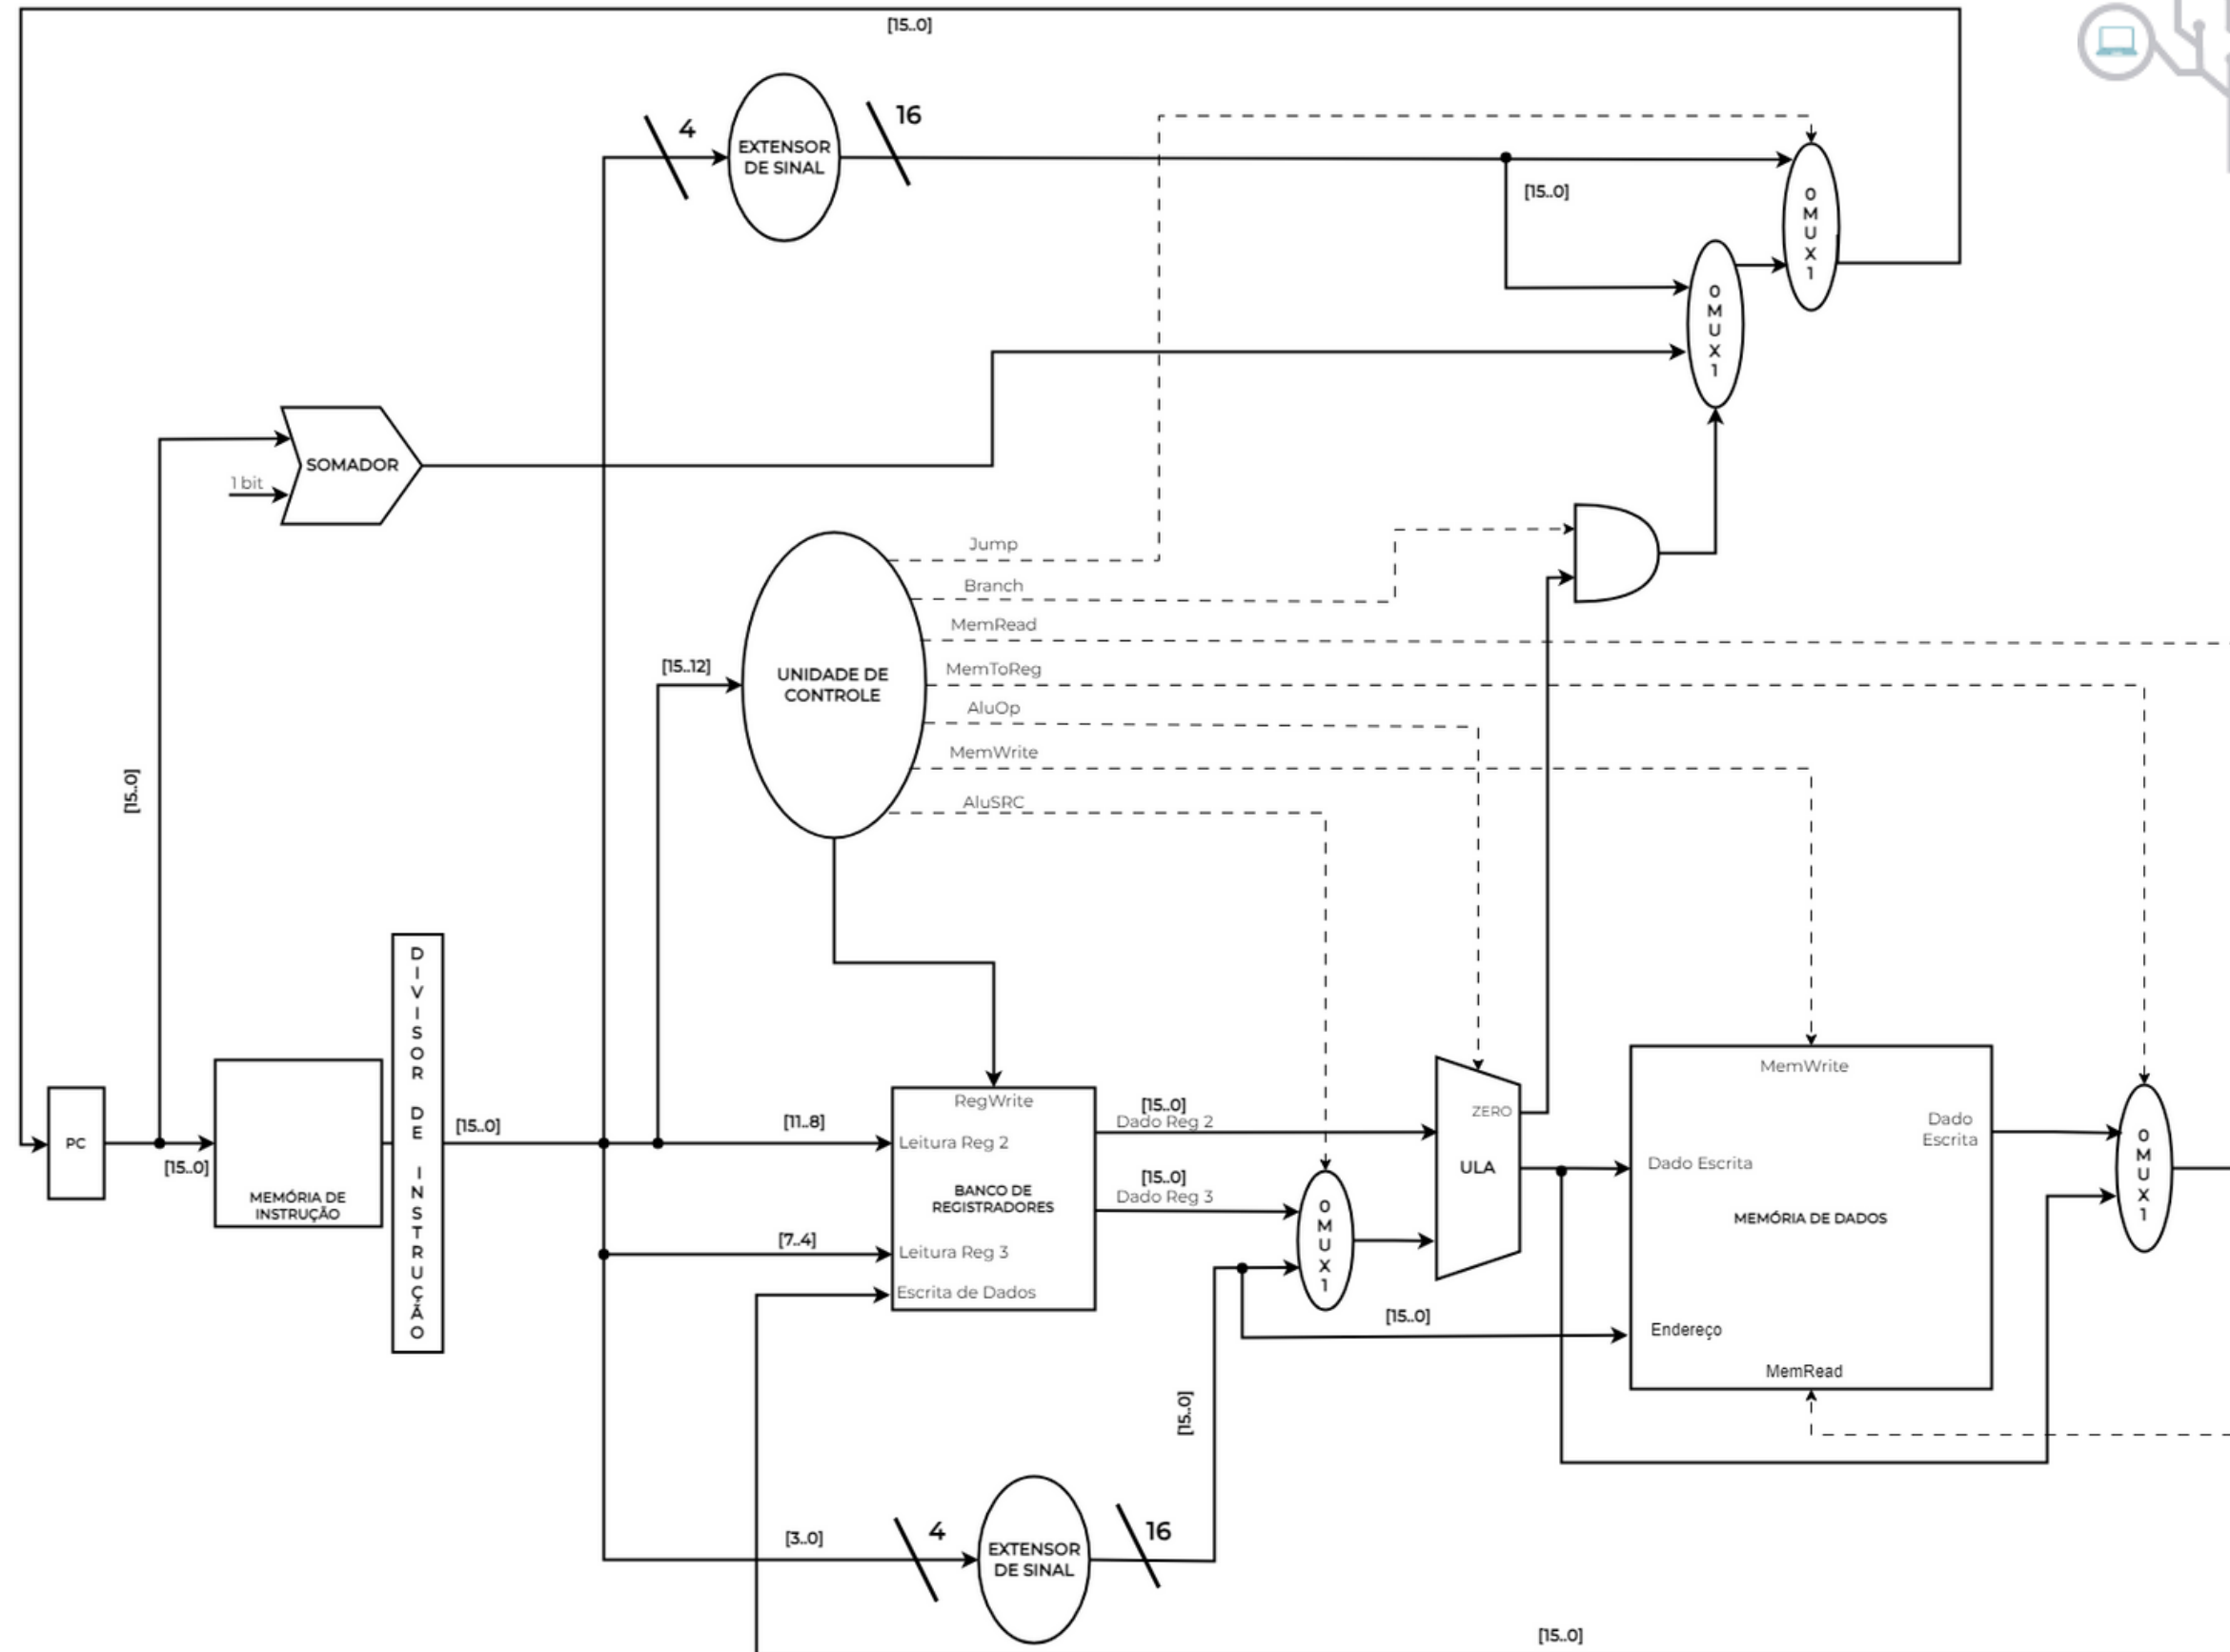 [15..0]
4
16
EXTENSOR
DE SINAL
[15..0]
0
M
U
X
1
0
M
U
X
1
SOMADOR
1 bit
Jump
Branch
MemRead
MemToReg
AluOp
MemWrite
AluSRC
[15..12]
UNIDADE DE
CONTROLE
[15..0]
D
I
V
I
S
O
R
D
E
I
N
S
T
R
U
Ç
Ã
O
PC
[15..0]
MEMÓRIA DE
INSTRUÇÃO
[15..0]
[11..8]
[7..4]
RegWrite
Leitura Reg 2
BANCO DE
REGISTRADORES
Leitura Reg 3
Escrita de Dados
[15..0]
Dado Reg 2
[15..0]
Dado Reg 3
0
M
U
X
1
ZERO
ULA
[15..0]
MemWrite
Dado
Escrita
Dado Escrita
MEMÓRIA DE DADOS
Endereço
MemRead
0
M
U
X
1
[15..0]
[3..0]
4
EXTENSOR
DE SINAL
16
[15..0]